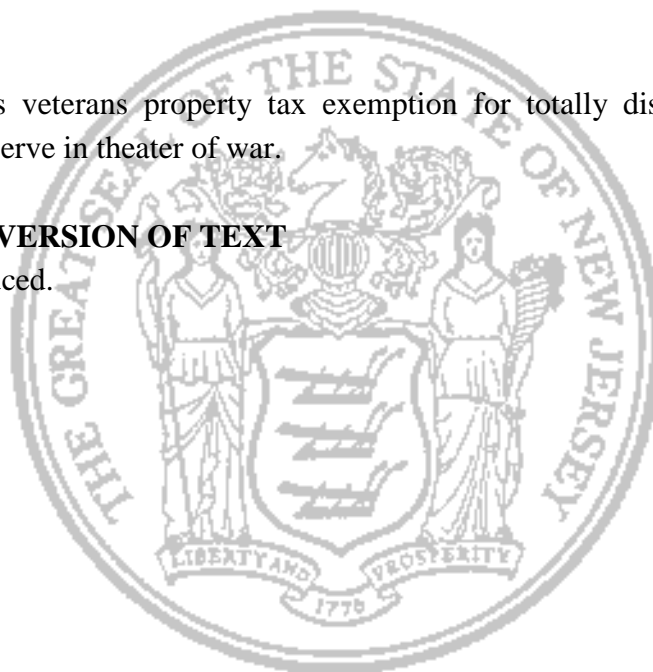 s veterans property tax exemption for totally dis
erve in theater of war.
VERSION OF TEXT
uced.
THE GREAT SEAL OF THE STATE OF NEW JERSEY
LIBERTY AND PROSPERITY
1776